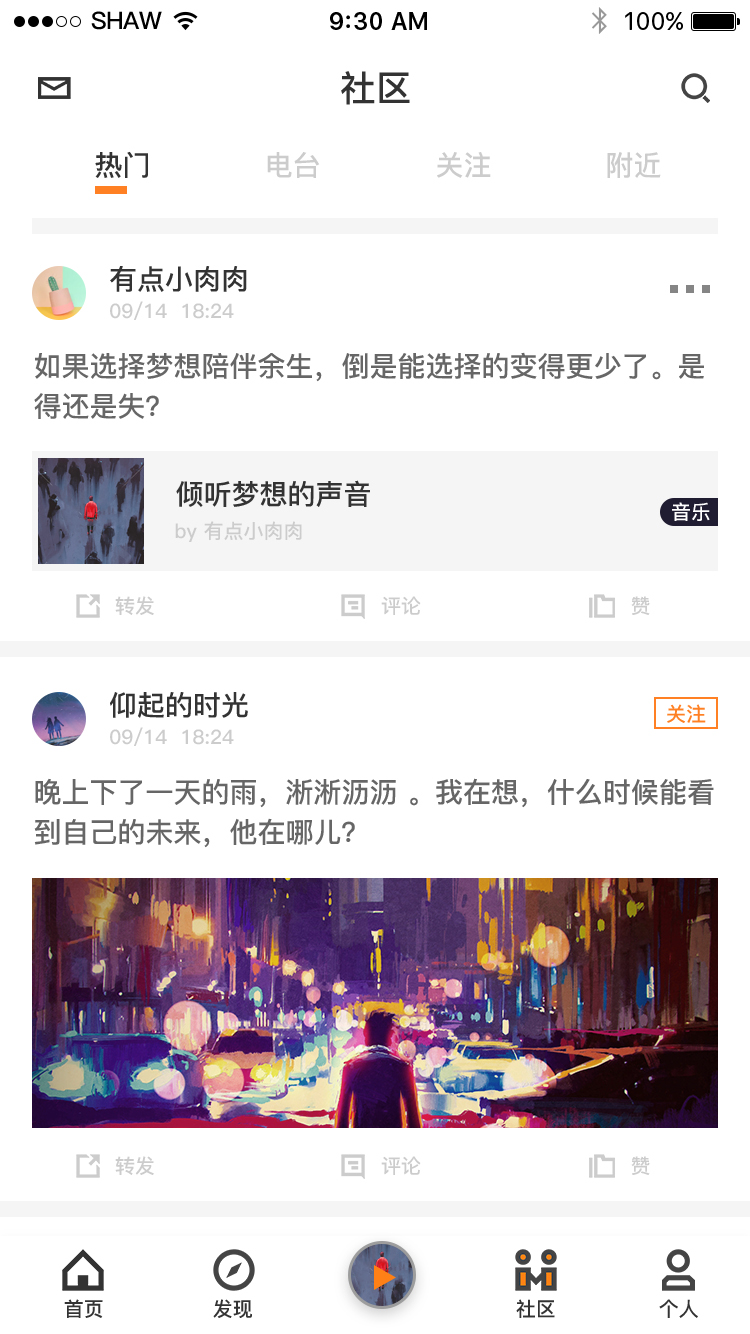 SHAW 9:30 AM 100%
社区
热门 电台 关注 附近
有点小肉肉
09/14 18:24
如果选择梦想陪伴余生，倒是能选择的变得更少了。是
得还是失？
倾听梦想的声音
音乐
by 有点小肉肉
转发 评论 赞
仰起的时光
关注
09/14 18:24
晚上下了一天的雨，淅淅沥沥 。我在想，什么时候能看
到自己的未来，他在哪儿？
转发 评论 赞
首页 发现 社区 个人